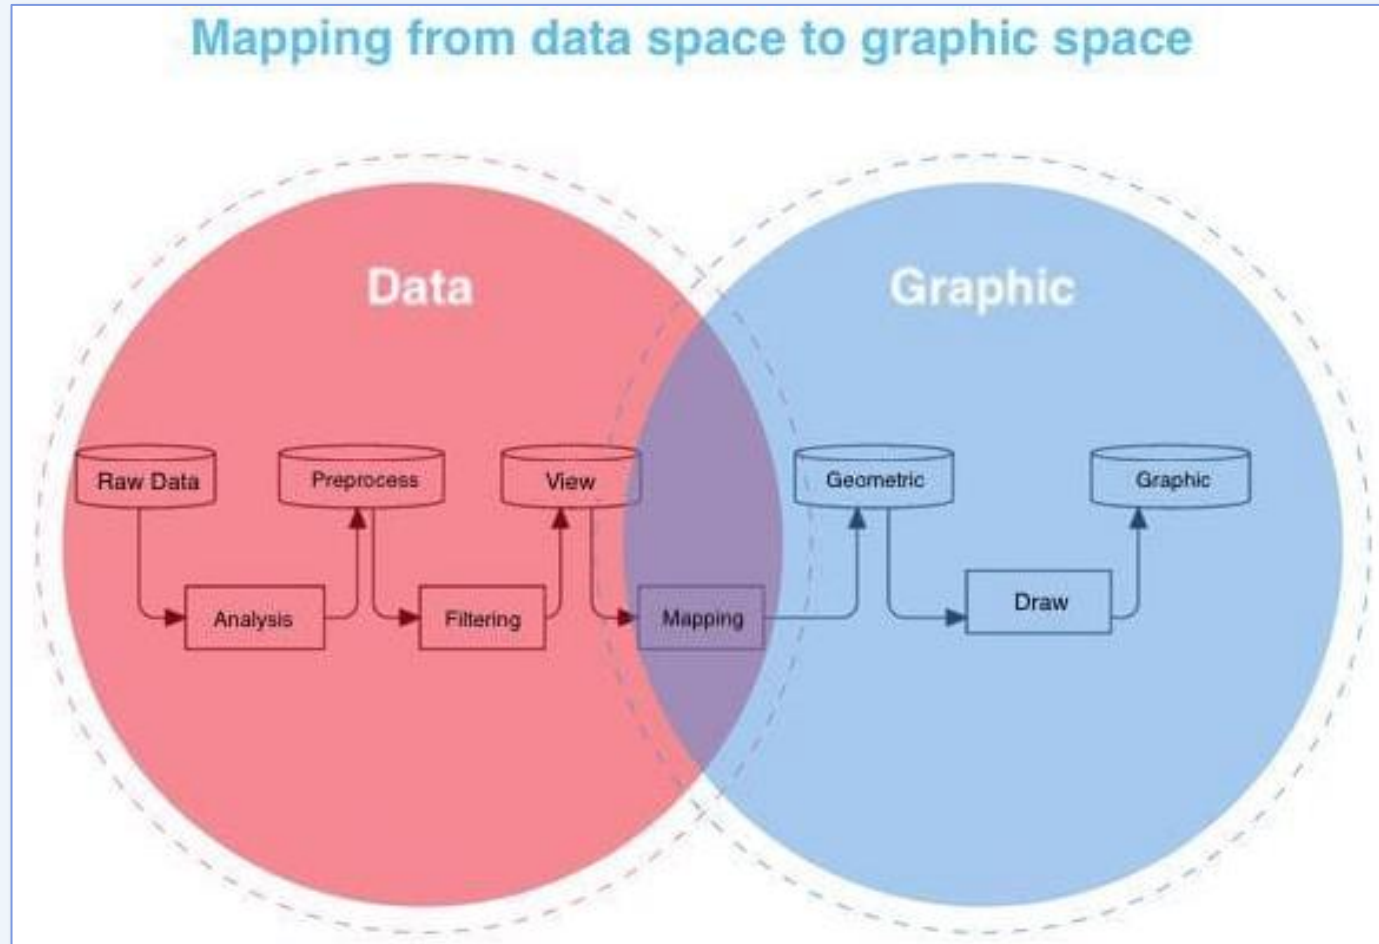 Mapping from data space to graphic space
Data
Graphic
Raw Data
Preprocess
View
Geometric
Graphic
Analysis
Filtering
Mapping
Draw